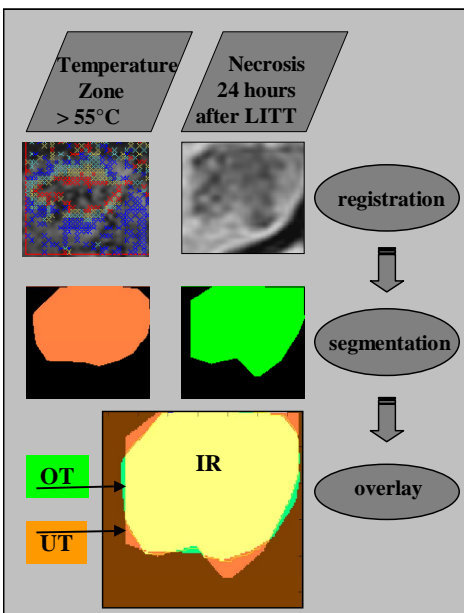 Temperature
Zone
> 55°C
Necrosis
24 hours
after LITT
registration
segmentation
IR
OT
UT
overlay